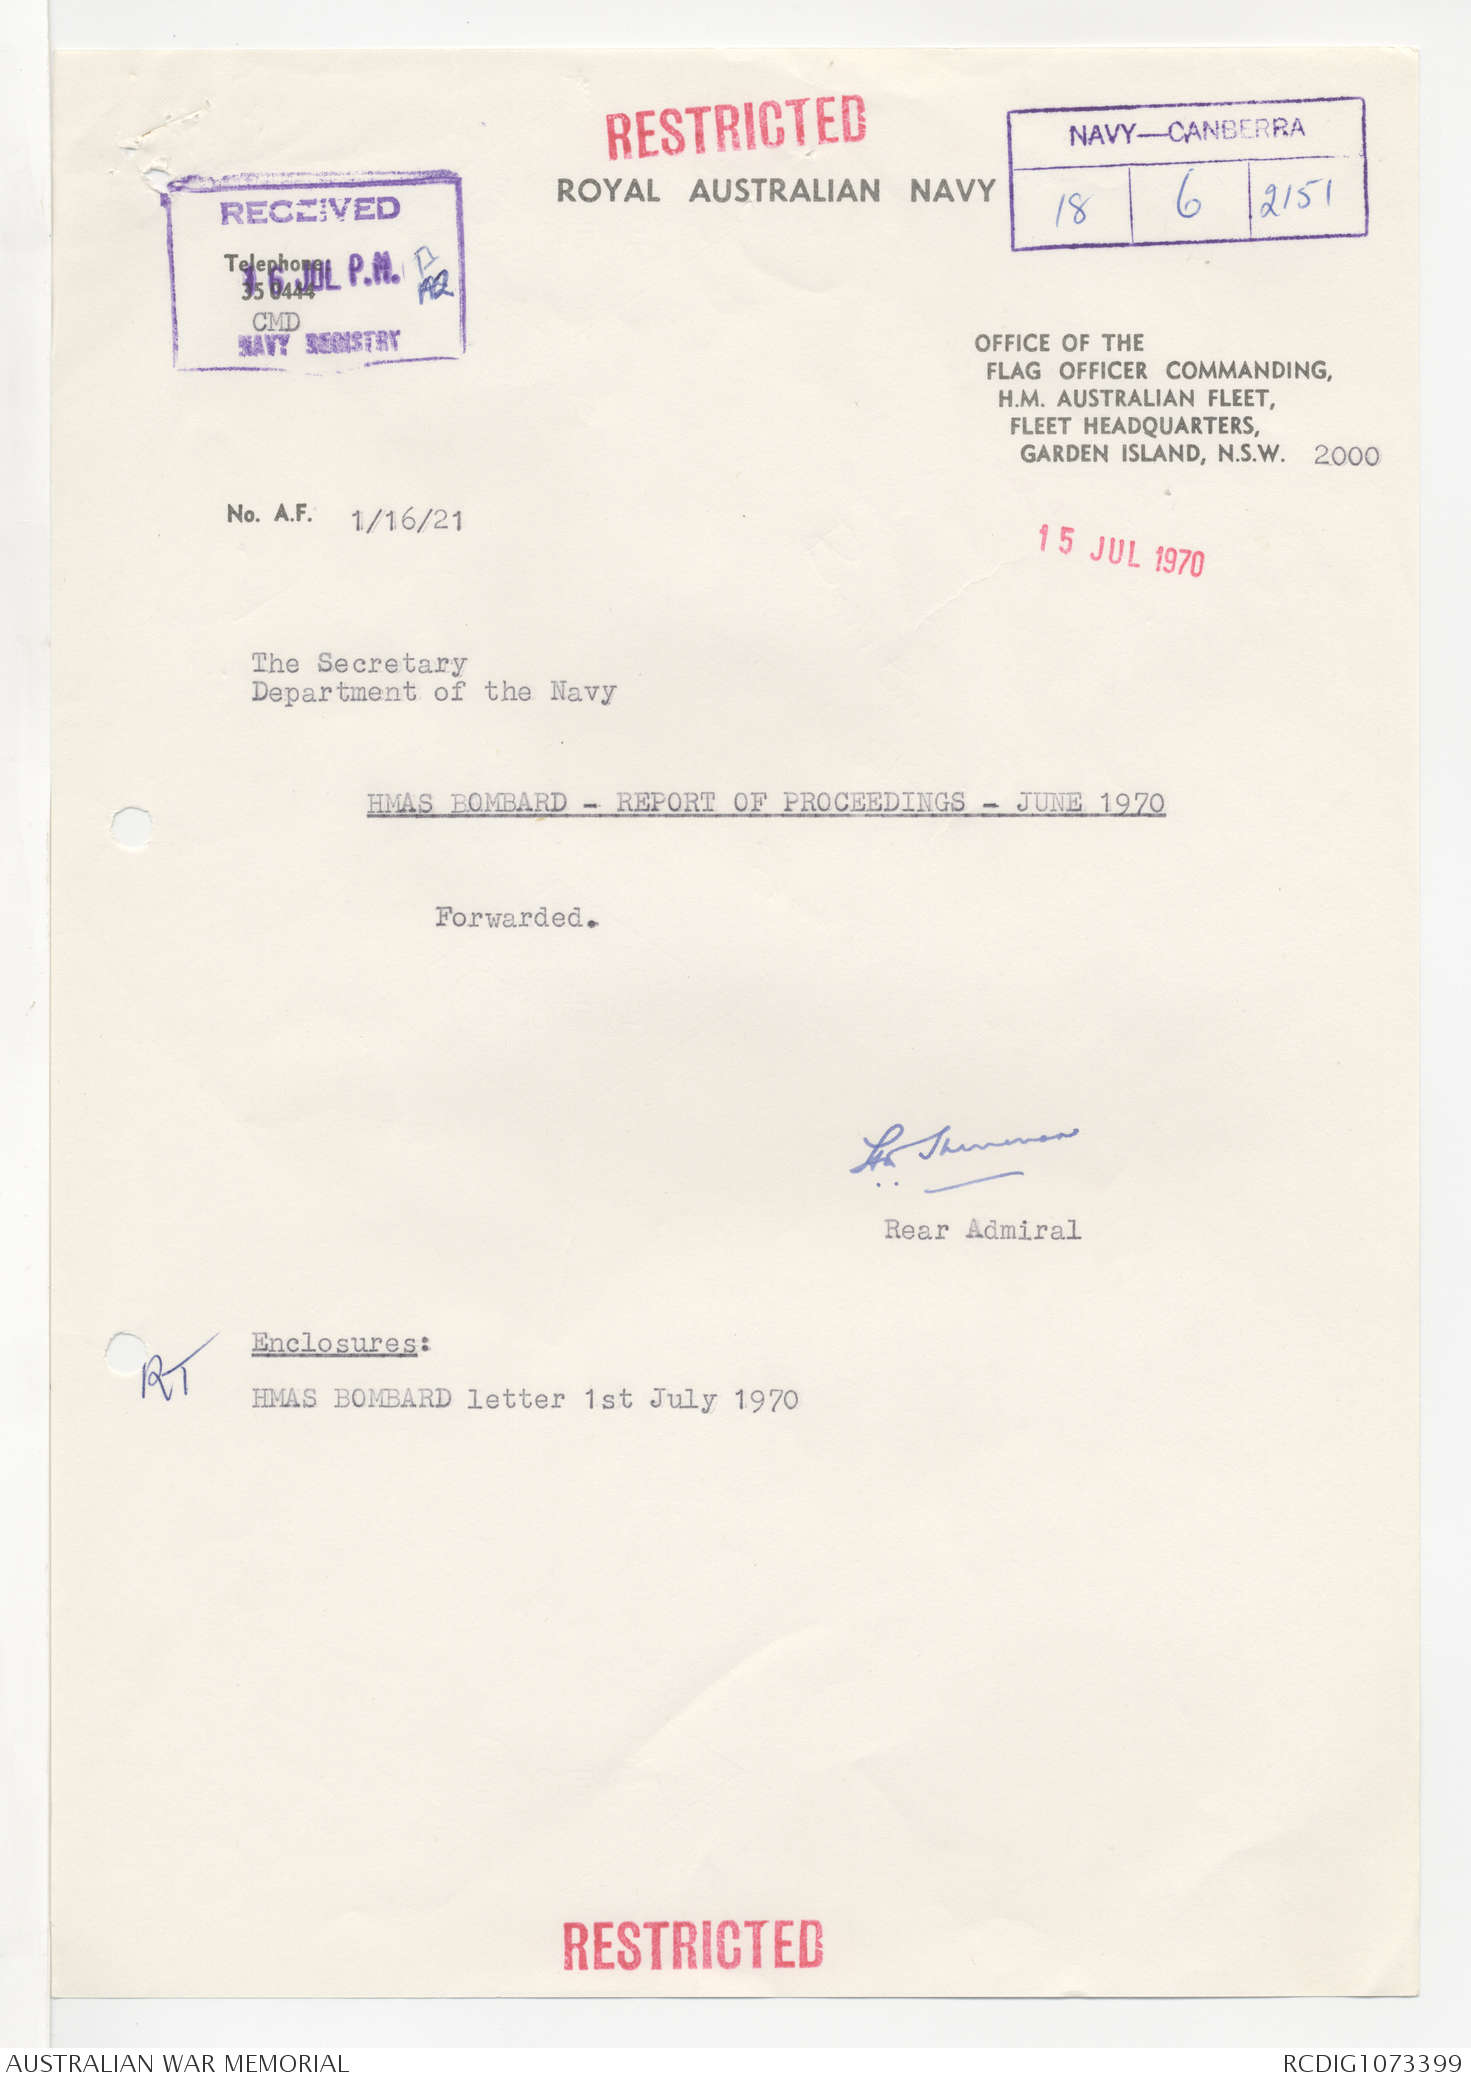 RESTRICTED
ROYAL AUSTRALIAN NAVY
NAVY—CANBERRA
18 6 2151
RECEIVED
Telephone:
16 JUL P.M.
35 0444
CMD
NAVY REGISTRY
OFFICE OF THE
FLAG OFFICER COMMANDING,
H.M. AUSTRALIAN FLEET,
FLEET HEADQUARTERS,
GARDEN ISLAND, N.S.W. 2000
No. A.F. 1/16/21
15 JUL 1970
The Secretary
Department of the Navy
HMAS BOMBARD - REPORT OF PROCEEDINGS - JUNE 1970
Forwarded.
Rear Admiral
Enclosures:
RT
HMAS BOMBARD letter 1st July 1970
RESTRICTED
AUSTRALIAN WAR MEMORIAL
RCDIG1073399